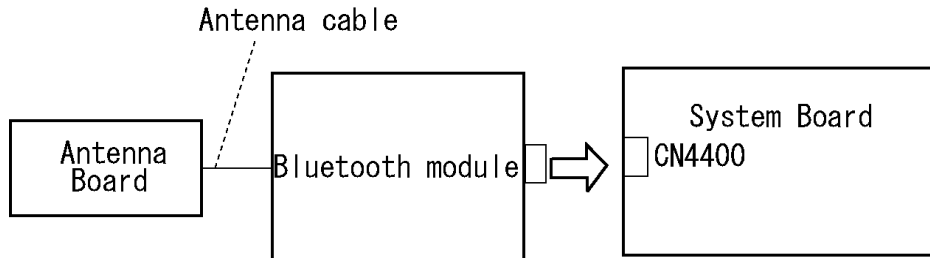 Antenna cable
Antenna
Board
Bluetooth module
System Board
CN4400